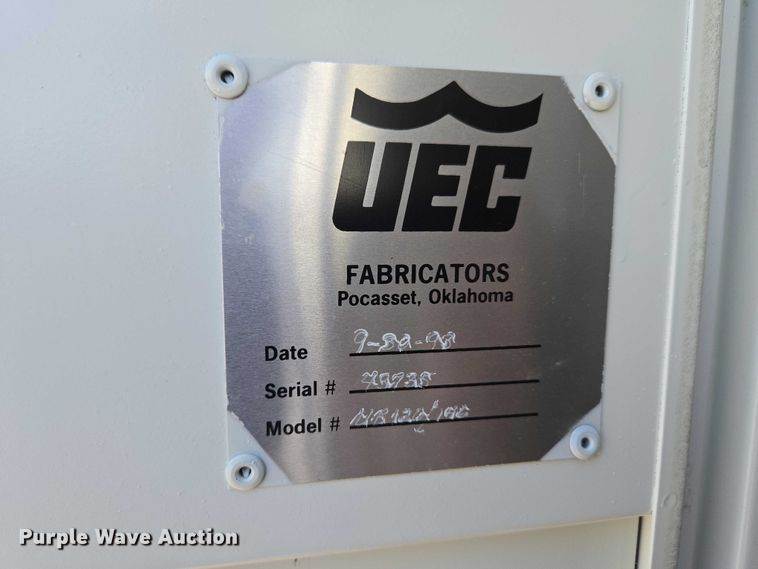 UEC
FABRICATORS
Pocasset, Oklahoma
Date
Serial #
Model #
Purple Wave Auction